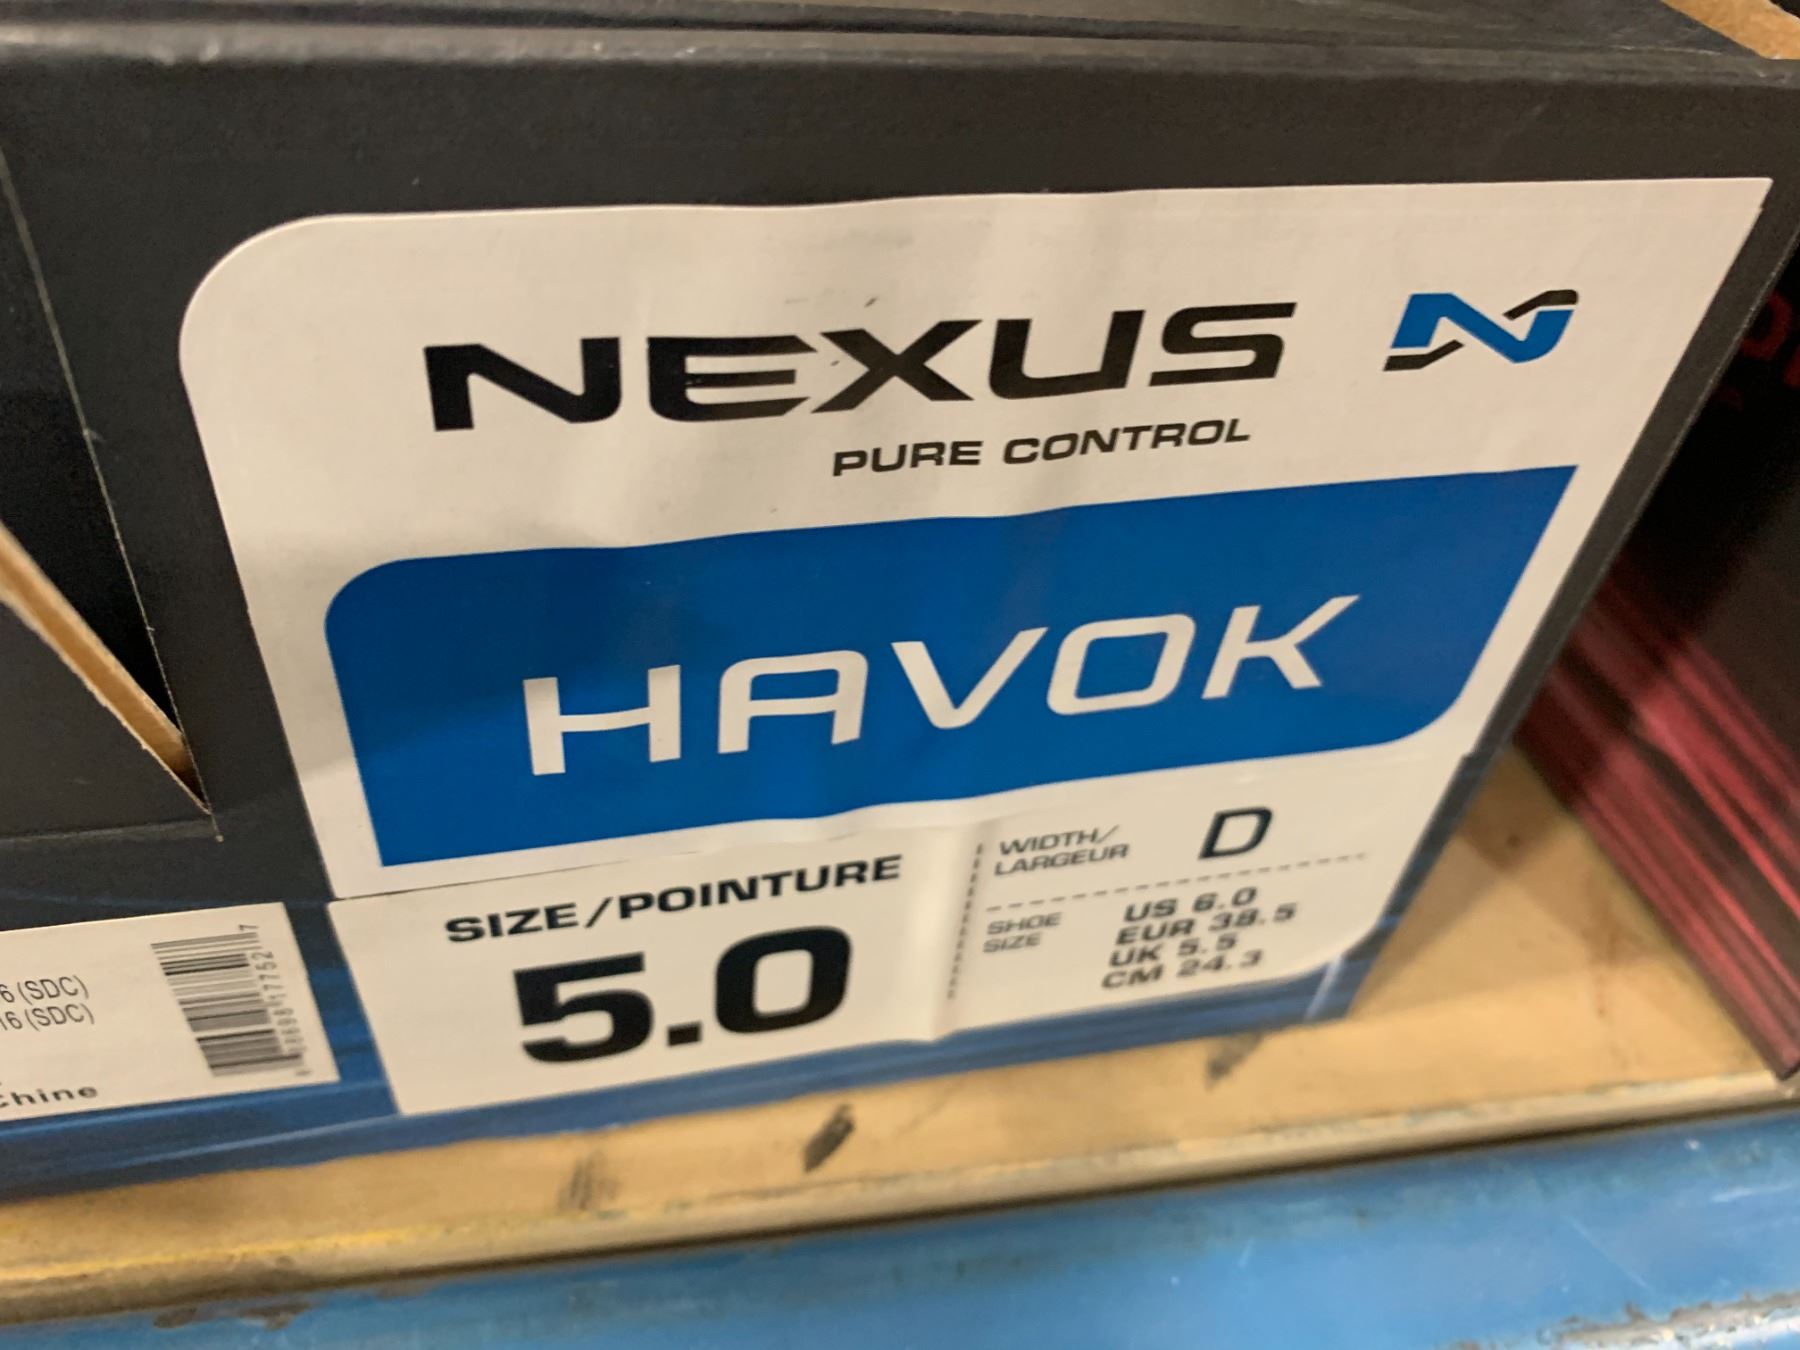 NEXUS
PURE CONTROL
HAVOK
SIZE/POINTURE
5.0
WIDTH/
LARGEUR
D
SHOE
SIZE
US 6.0
EUR 38.5
UK 5.5
CM 24.3
6 (SDC)
16 (SDC)
Chine